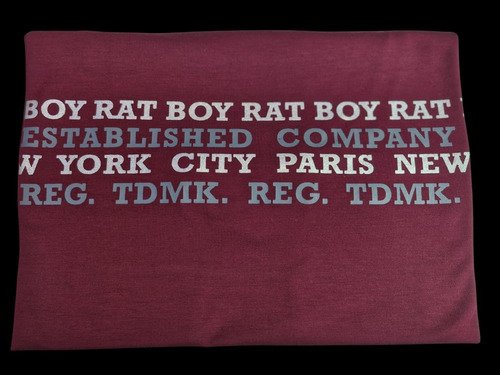 BOY RAT BOY RAT BOY RAT
ESTABLISHED COMPANY
W YORK CITY PARIS NEW
REG. TDMK. REG. TDMK.